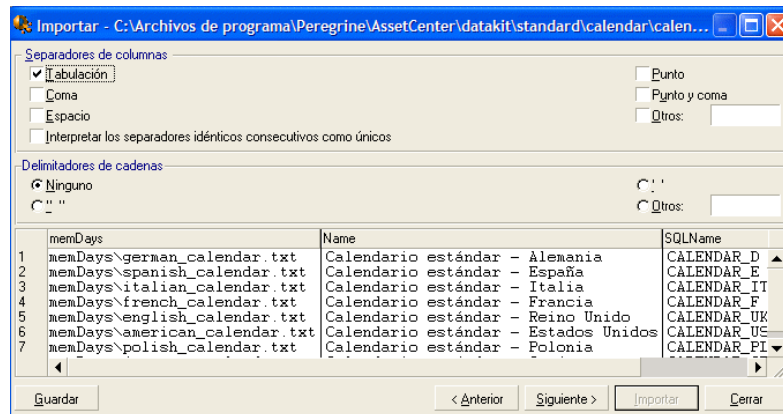 Importar - C:\Archivos de programa\Peregrine\AssetCenter\datakit\standard\calendar\calen...
Separadores de columnas
Tabulación
Punto
Coma
Punto y coma
Espacio
Otros:
Interpretar los separadores idénticos consecutivos como únicos
Delimitadores de cadenas
Ninguno
' '
" "
Otros:
memDays Name SQLName
1 memDays\german_calendar.txt Calendario estándar - Alemania CALENDAR_D
2 memDays\spanish_calendar.txt Calendario estándar - España CALENDAR_E
3 memDays\italian_calendar.txt Calendario estándar - Italia CALENDAR_IT
4 memDays\french_calendar.txt Calendario estándar - Francia CALENDAR_F
5 memDays\english_calendar.txt Calendario estándar - Reino Unido CALENDAR_UK
6 memDays\american_calendar.txt Calendario estándar - Estados Unidos CALENDAR_US
7 memDays\polish_calendar.txt Calendario estándar - Polonia CALENDAR_PL
Guardar
< Anterior
Siguiente >
Importar
Cerrar